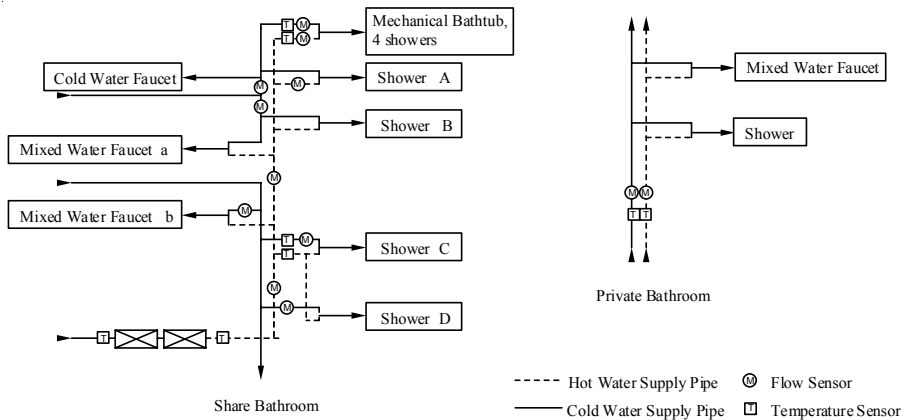 T M
T M
Mechanical Bathtub,
4 showers
Cold Water Faucet
M
M
Shower A
M
Shower B
Mixed Water Faucet a
M
Mixed Water Faucet b
M
T M
T
Shower C
M
M
Shower D
T
T
Share Bathroom
Mixed Water Faucet
Shower
M M
T T
Private Bathroom
Hot Water Supply Pipe
M Flow Sensor
Cold Water Supply Pipe
T Temperature Sensor